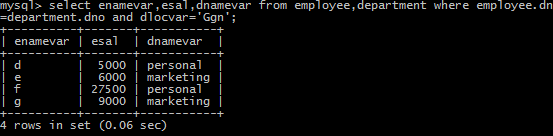 mysql> select enamevar,esal,dnamevar from employee,department where employee.dn
=department.dno and dlocvar='Ggn';
+----------+-------+-----------+
| enamevar | esal  | dnamevar  |
+----------+-------+-----------+
| d        |  5000 | personal  |
| e        |  6000 | marketing |
| f        | 27500 | personal  |
| g        |  9000 | marketing |
+----------+-------+-----------+
4 rows in set (0.06 sec)